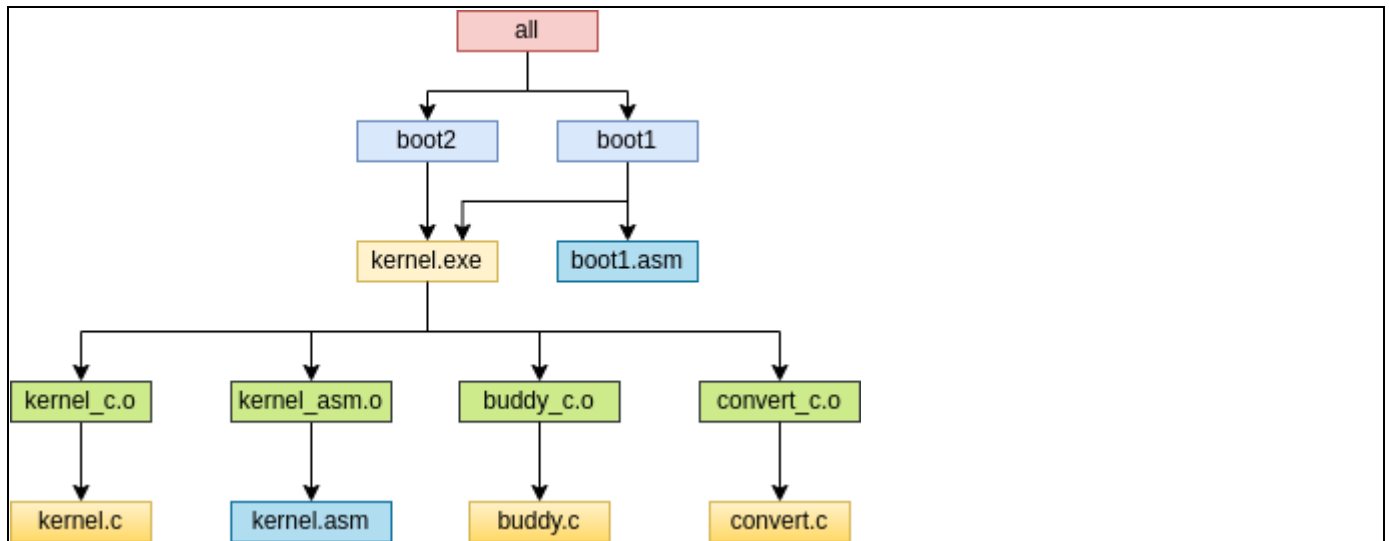 all
boot2
boot1
kernel.exe
boot1.asm
kernel_c.o
kernel_asm.o
buddy_c.o
convert_c.o
kernel.c
kernel.asm
buddy.c
convert.c